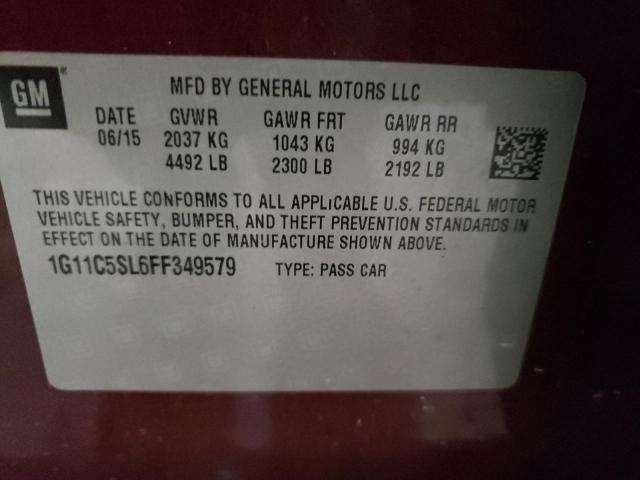 GM
MFD BY GENERAL MOTORS LLC
DATE GVWR GAWR FRT GAWR RR
06/15 2037 KG 1043 KG 994 KG
4492 LB 2300 LB 2192 LB
THIS VEHICLE CONFORMS TO ALL APPLICABLE U.S. FEDERAL MOTOR
VEHICLE SAFETY, BUMPER, AND THEFT PREVENTION STANDARDS IN
EFFECT ON THE DATE OF MANUFACTURE SHOWN ABOVE.
1G11C5SL6FF349579 TYPE: PASS CAR